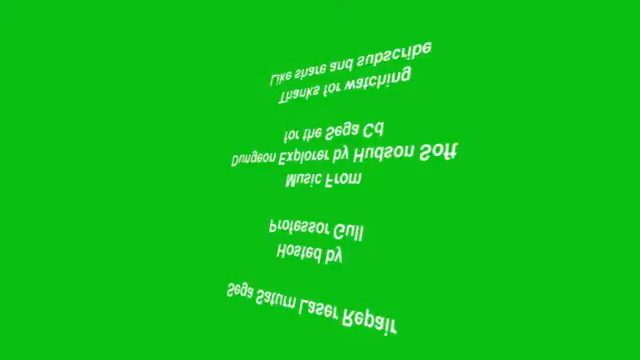 Sega Saturn Laser Repair
Hosted by
Professor Gull
Music From
Dungeon Explorer by Hudson Soft
for the Sega Cd
Thanks for watching
Like share and subscribe